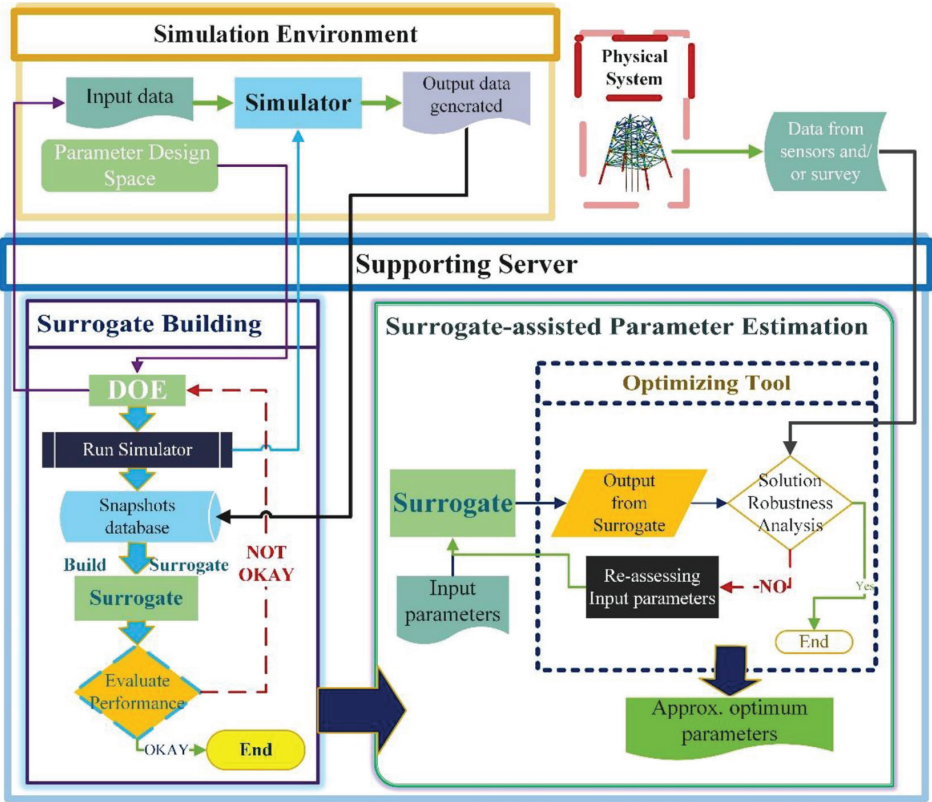 Simulation Environment
Input data
Simulator
Output data
generated
Parameter Design
Space
Physical
System
Data from
sensors and/
or survey
Supporting Server
Surrogate Building
DOE
Run Simulator
Snapshots
database
Build
Surrogate
Surrogate
NOT
OKAY
Evaluate
Performance
OKAY
End
Surrogate-assisted Parameter Estimation
Optimizing Tool
Surrogate
Output
from
Surrogate
Solution
Robustness
Analysis
Input
parameters
Re-assessing
Input parameters
-NO
Yes
End
Approx. optimum
parameters